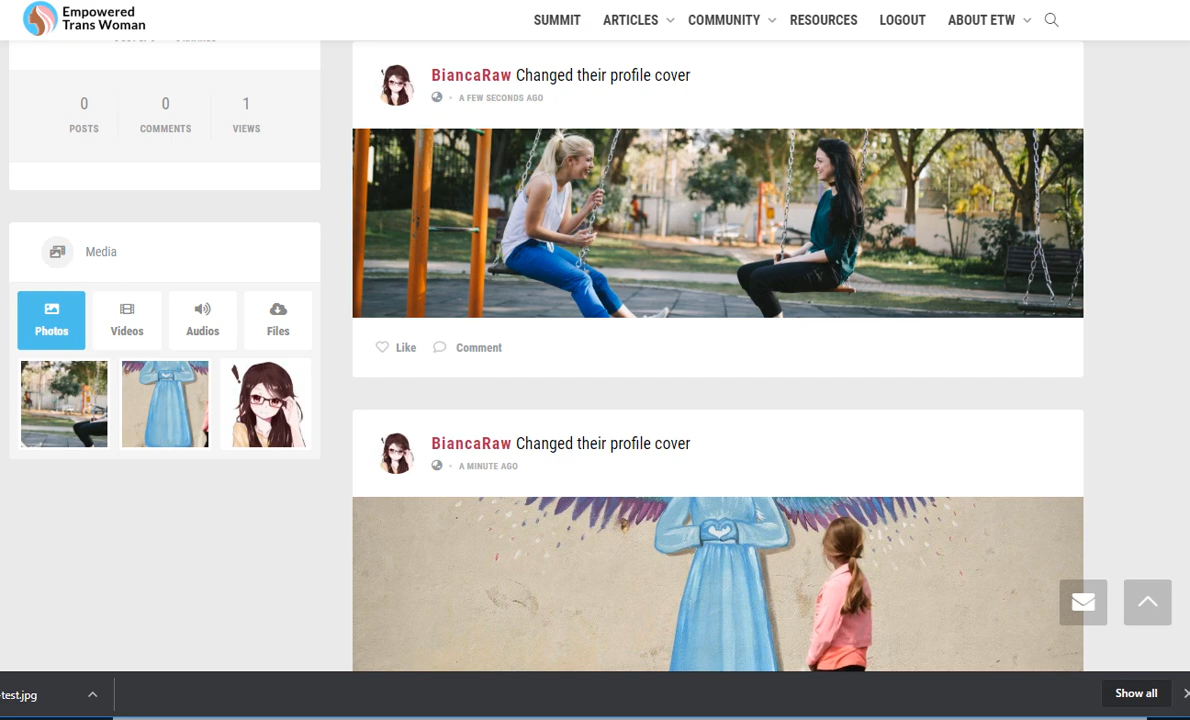 Empowered
Trans Woman
SUMMIT ARTICLES COMMUNITY RESOURCES LOGOUT ABOUT ETW
0 0 1
POSTS COMMENTS VIEWS
Media
Photos Videos Audios Files
BiancaRaw Changed their profile cover
A FEW SECONDS AGO
Like Comment
BiancaRaw Changed their profile cover
A MINUTE AGO
-test.jpg
Show all